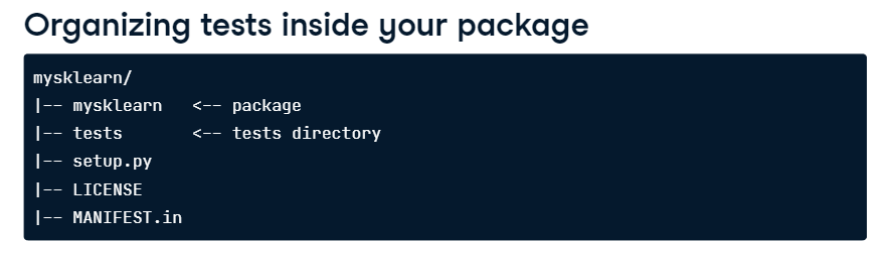 Organizing tests inside your package
mysklearn/
|-- mysklearn   <-- package
|-- tests       <-- tests directory
|-- setup.py
|-- LICENSE
|-- MANIFEST.in